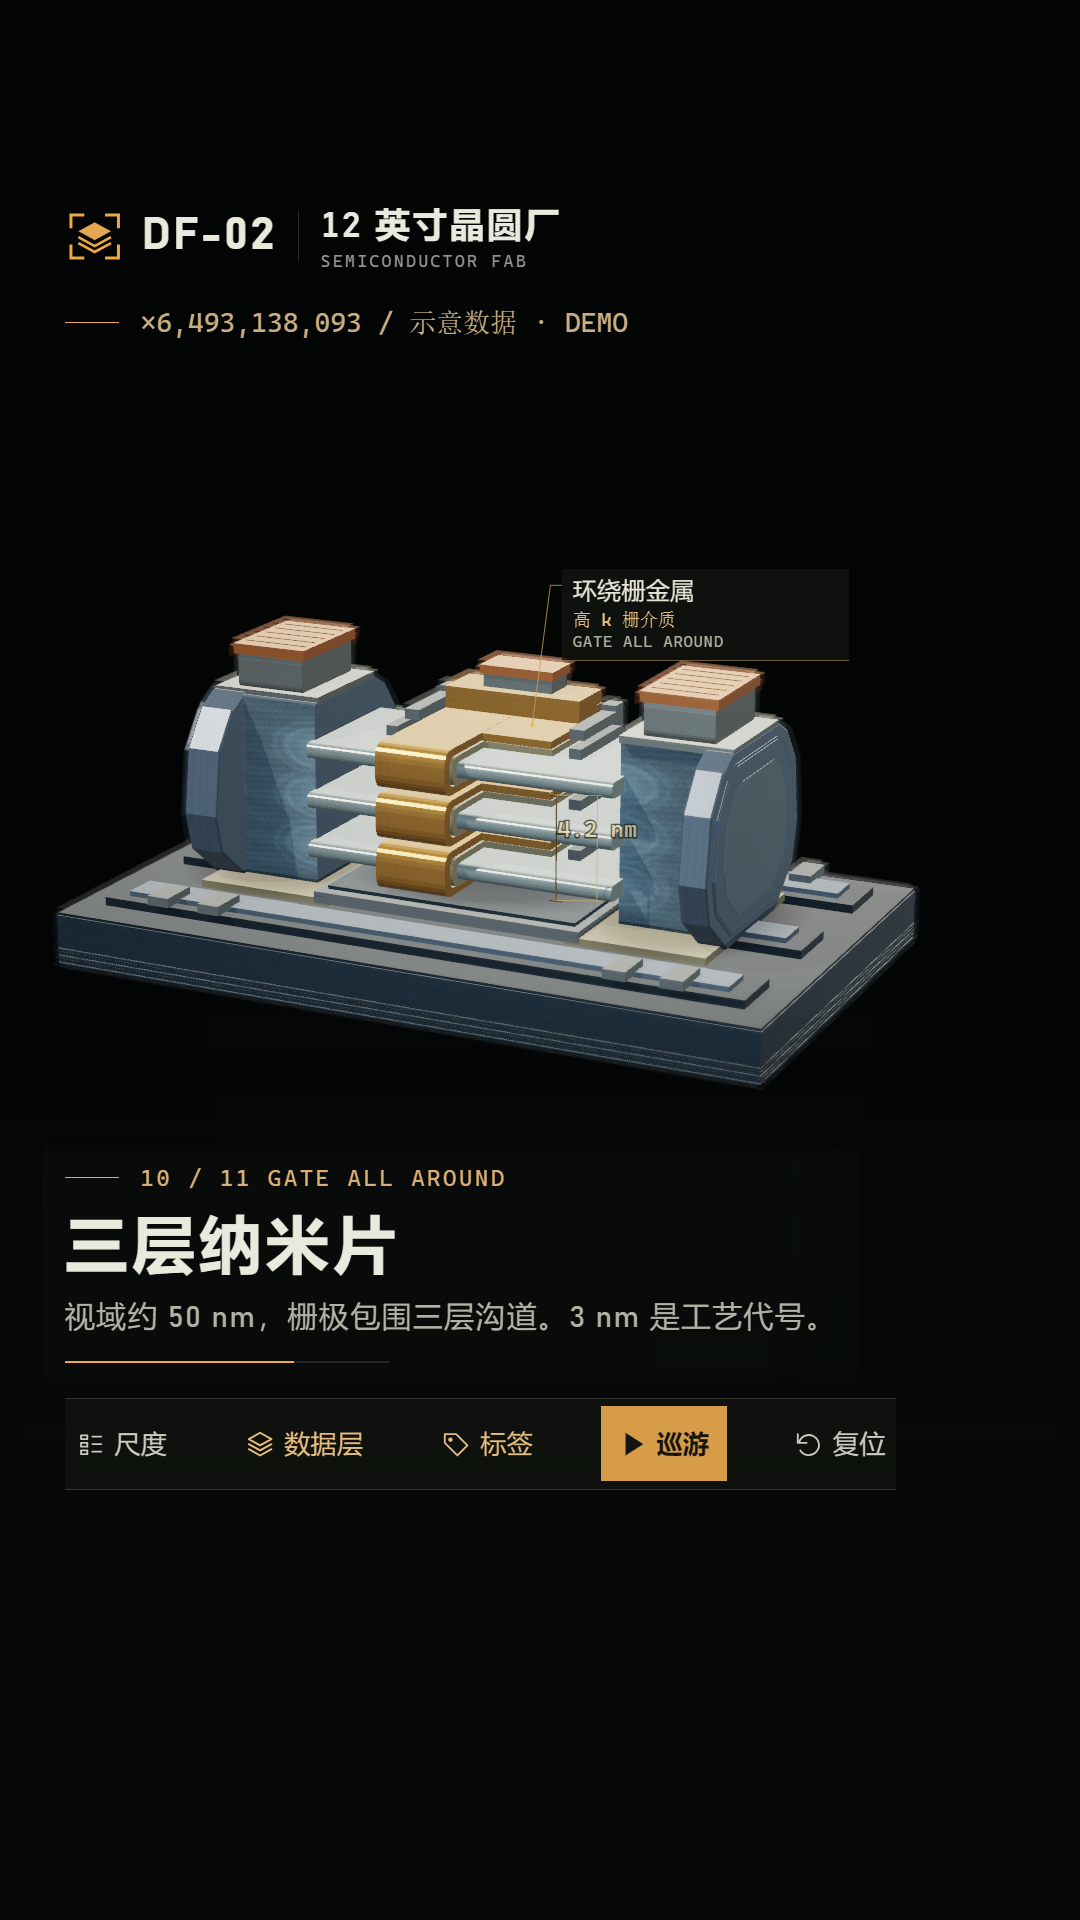 DF-02
12 英寸晶圆厂
SEMICONDUCTOR FAB
×6,493,138,093 / 示意数据 · DEMO
环绕栅金属
高 k 栅介质
GATE ALL AROUND
4.2 nm
10 / 11 GATE ALL AROUND
三层纳米片
视域约 50 nm，栅极包围三层沟道。3 nm 是工艺代号。
尺度 数据层 标签 巡游 复位